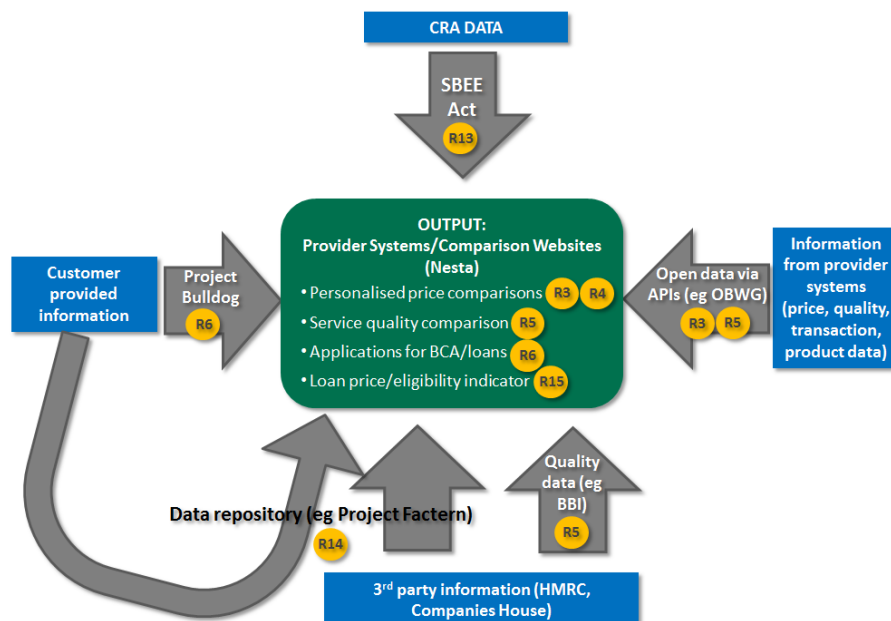 CRA DATA
SBEE
Act
R13
OUTPUT:
Provider Systems/Comparison Websites
(Nesta)
• Personalised price comparisons R3 R4
• Service quality comparison R5
• Applications for BCA/loans R6
• Loan price/eligibility indicator R15
Customer
provided
information
Project
Bulldog
R6
Open data via
APIs (eg OBWG)
R3 R5
Information
from provider
systems
(price, quality,
transaction,
product data)
Data repository (eg Project Factern)
R14
Quality
data (eg
BBI)
R5
3rd party information (HMRC,
Companies House)